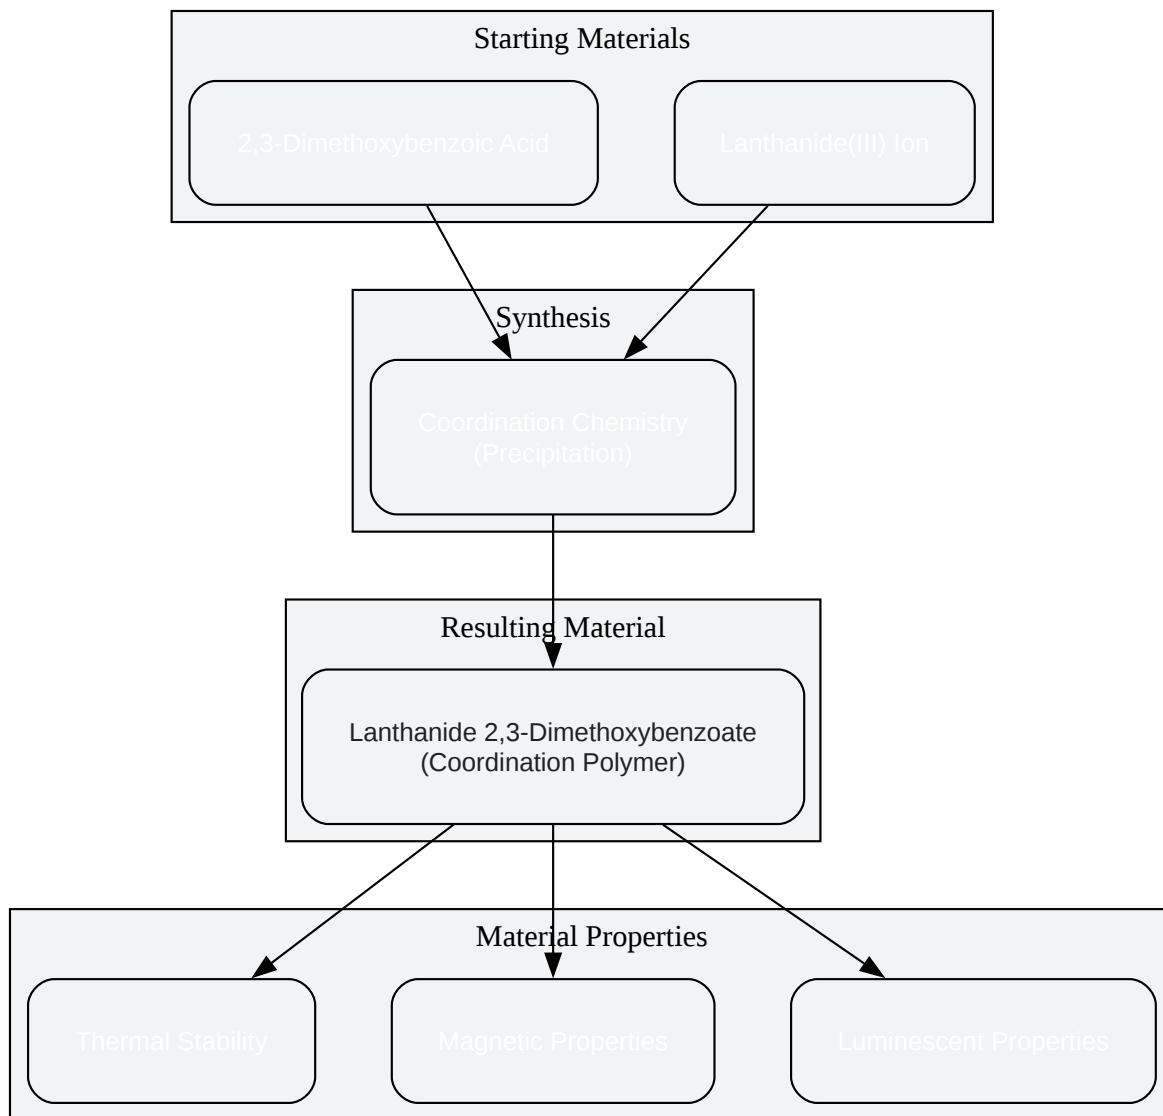 Starting Materials
2,3-Dimethoxybenzoic Acid
Lanthanide(III) Ion
Synthesis
Coordination Chemistry
(Precipitation)
Resulting Material
Lanthanide 2,3-Dimethoxybenzoate
(Coordination Polymer)
Material Properties
Thermal Stability
Magnetic Properties
Luminescent Properties